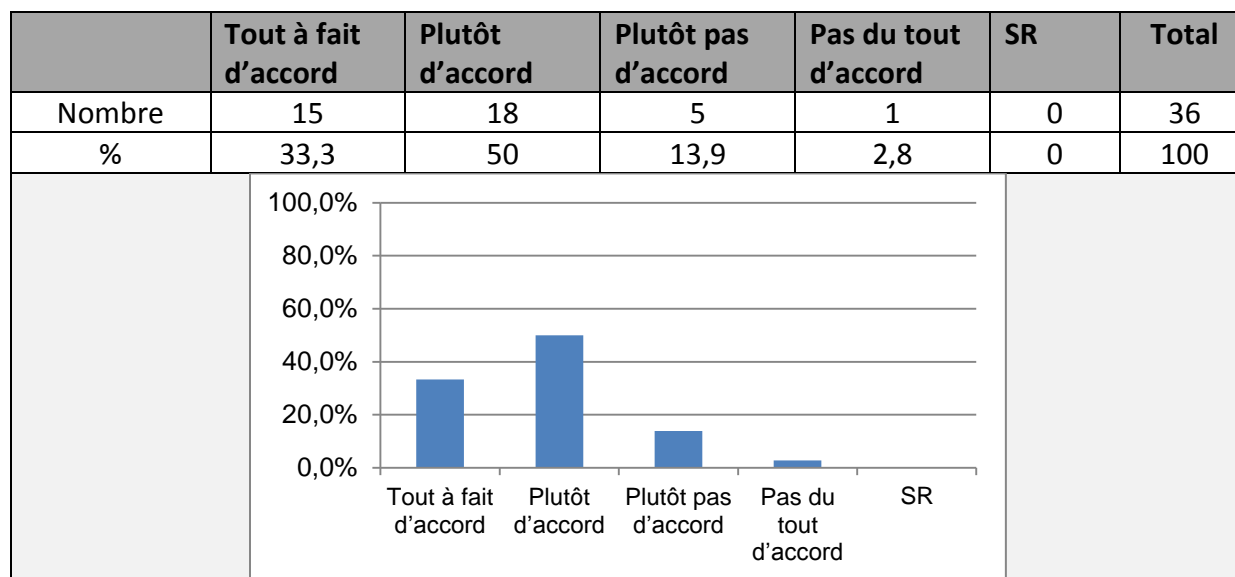 Tout à fait d’accord Plutôt d’accord Plutôt pas d’accord Pas du tout d’accord SR Total
Nombre 15 18 5 1 0 36
% 33,3 50 13,9 2,8 0 100
100,0%
80,0%
60,0%
40,0%
20,0%
0,0%
Tout à fait d’accord
Plutôt d’accord
Plutôt pas d’accord
Pas du tout d’accord
SR